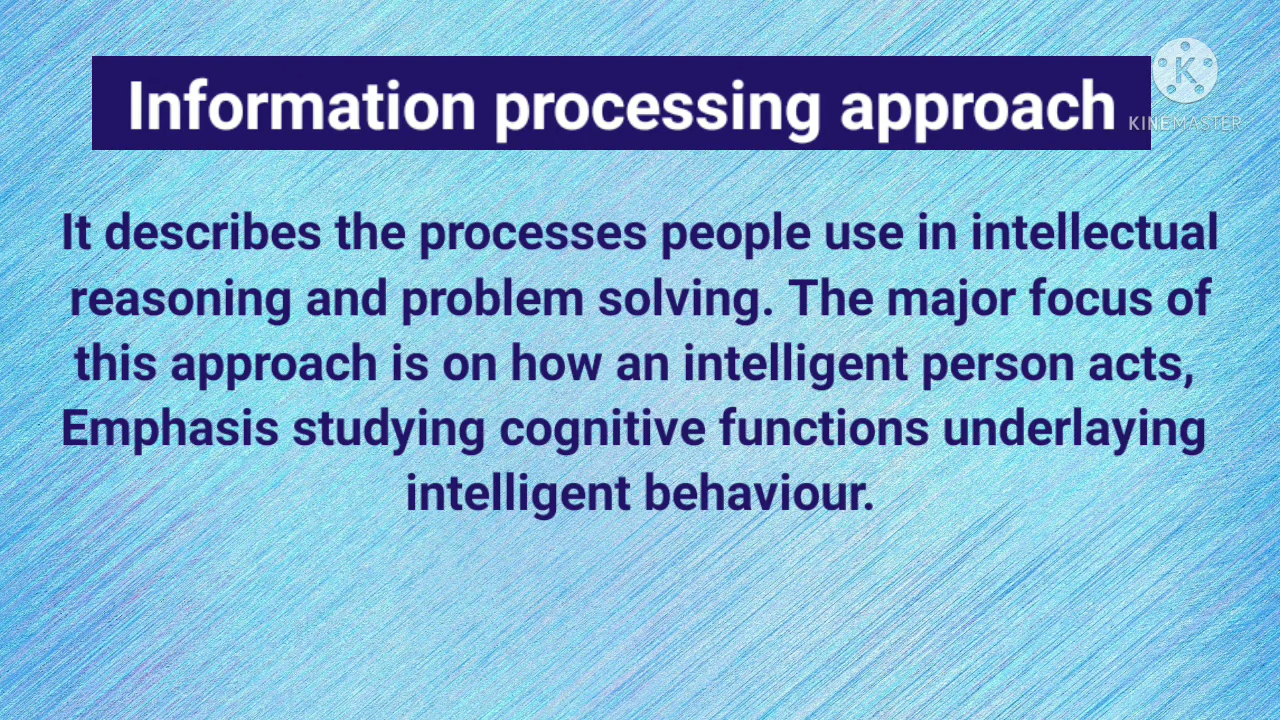 Information processing approach
KINEMASTER
It describes the processes people use in intellectual
reasoning and problem solving. The major focus of
this approach is on how an intelligent person acts,
Emphasis studying cognitive functions underlaying
intelligent behaviour.